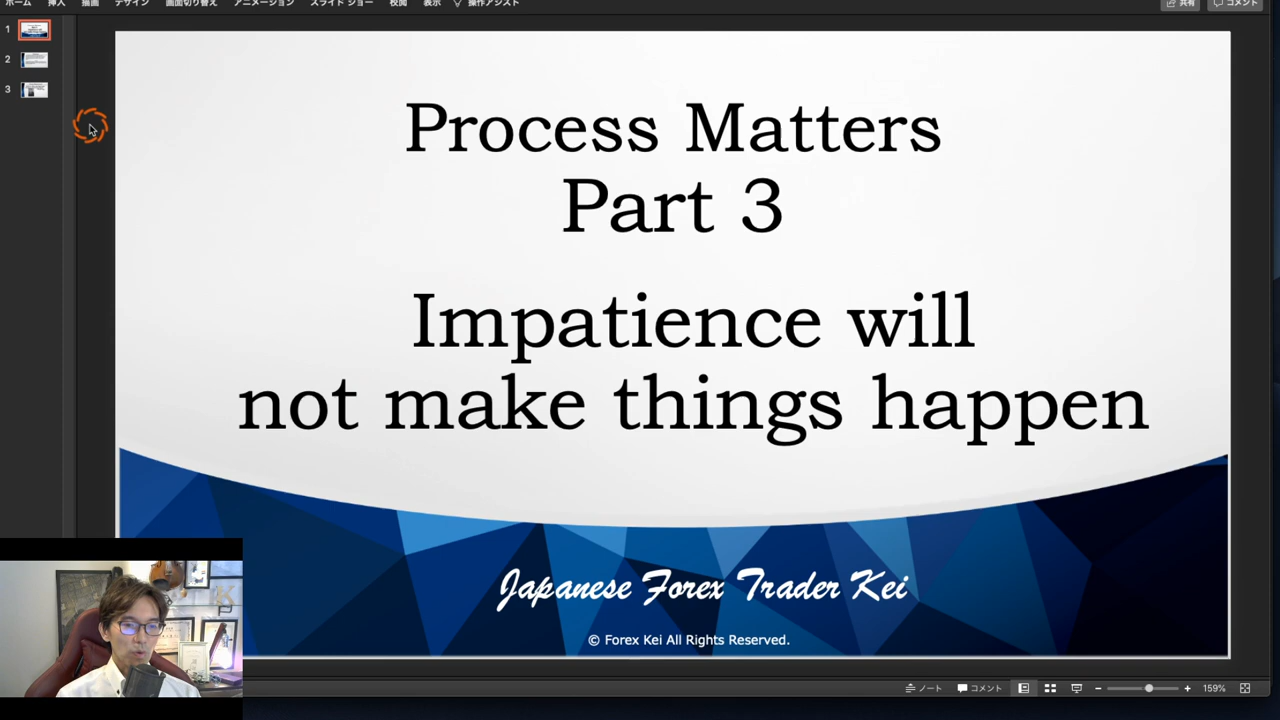 ホーム 挿入 描画 デザイン 画面切り替え アニメーション スライド ショー 校閲 表示 操作アシスト 共有 コメント
1
2
3
Process Matters
Part 3
Impatience will
not make things happen
Japanese Forex Trader Kei
© Forex Kei All Rights Reserved.
ノート コメント 159%